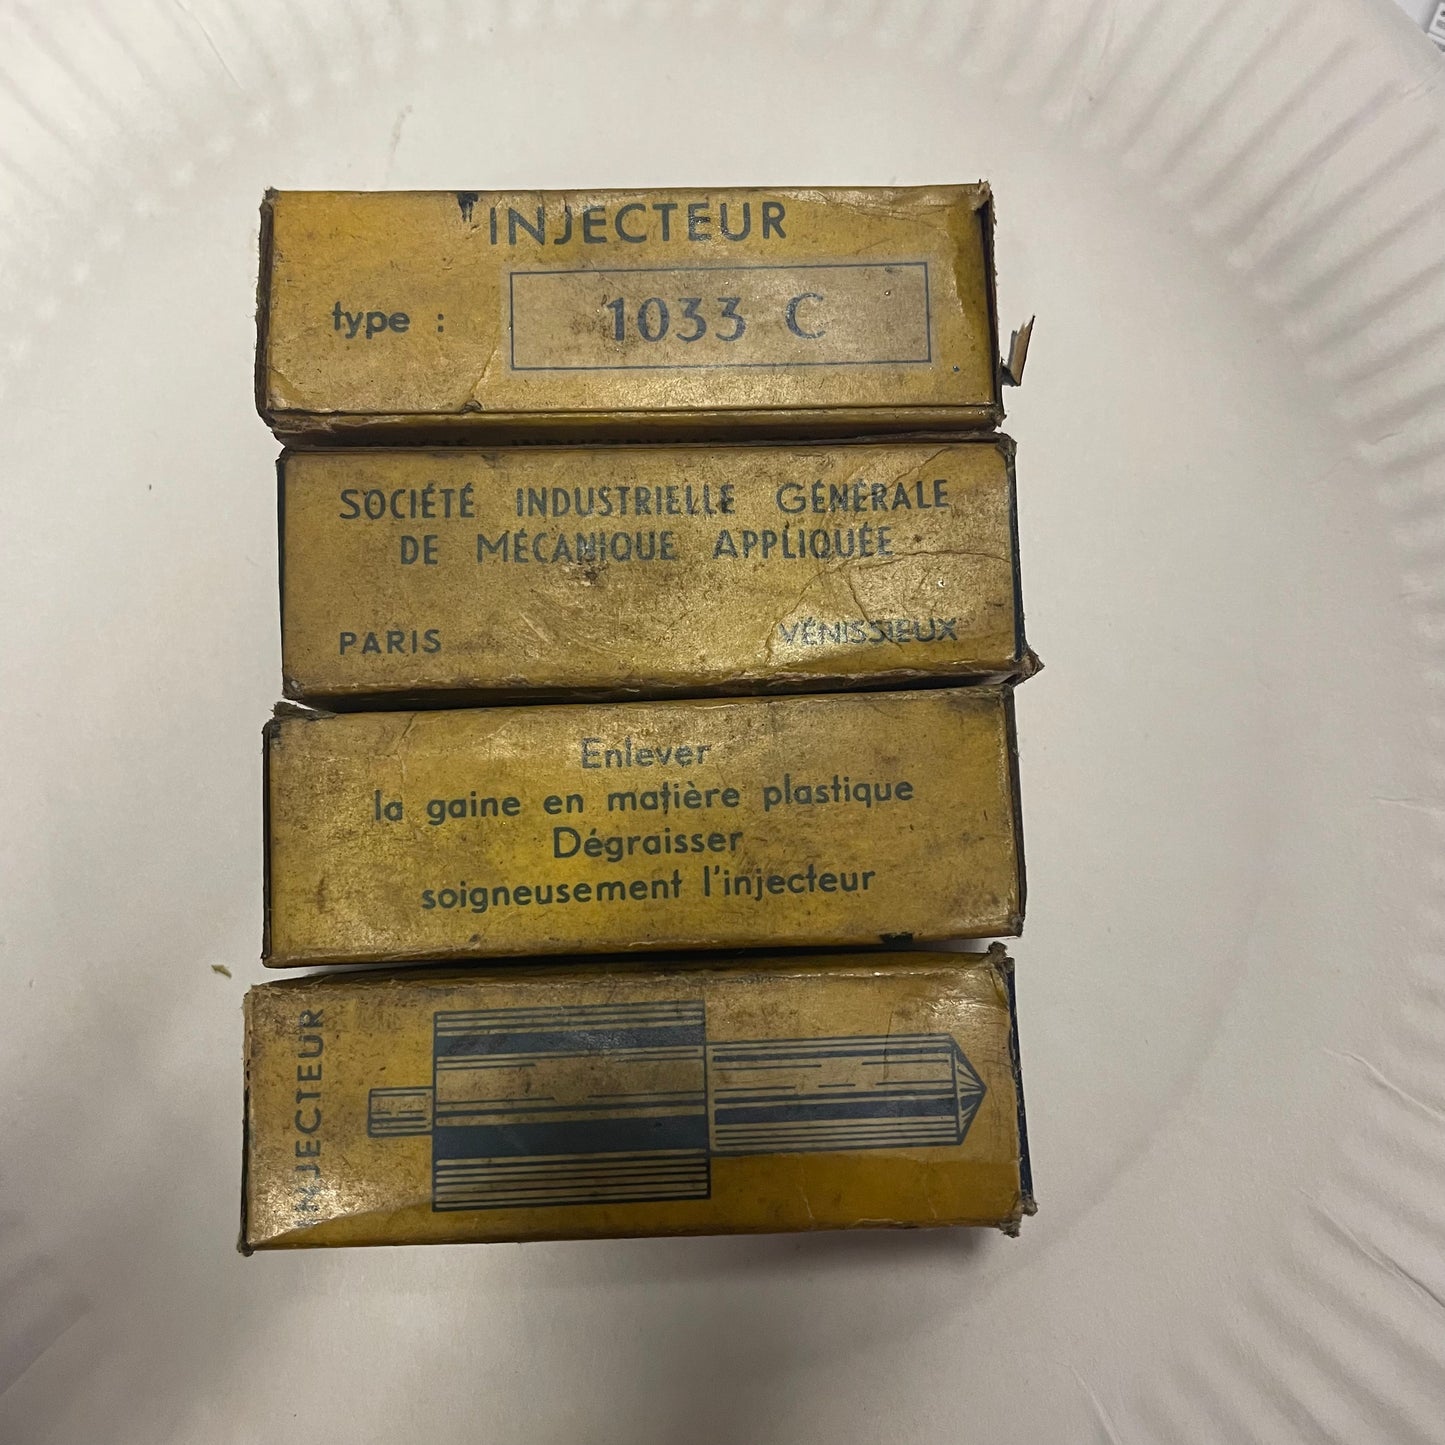 INJECTEUR
type : 1033 C
SOCIÉTÉ INDUSTRIELLE GÉNÉRALE
DE MÉCANIQUE APPLIQUÉE
PARIS VÉNISSIEUX
Enlever
la gaine en matière plastique
Dégraisser
soigneusement l'injecteur
INJECTEUR